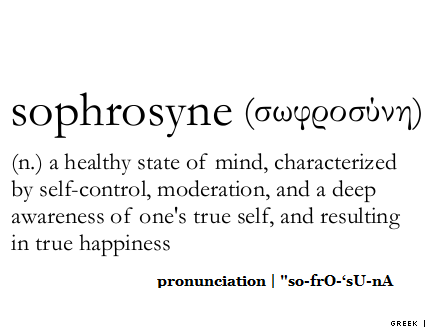 sophrosyne (σωφροσύνη)
(n.) a healthy state of mind, characterized
by self-control, moderation, and a deep
awareness of one's true self, and resulting
in true happiness
pronunciation | "so-frO-‘sU-nA
GREEK |